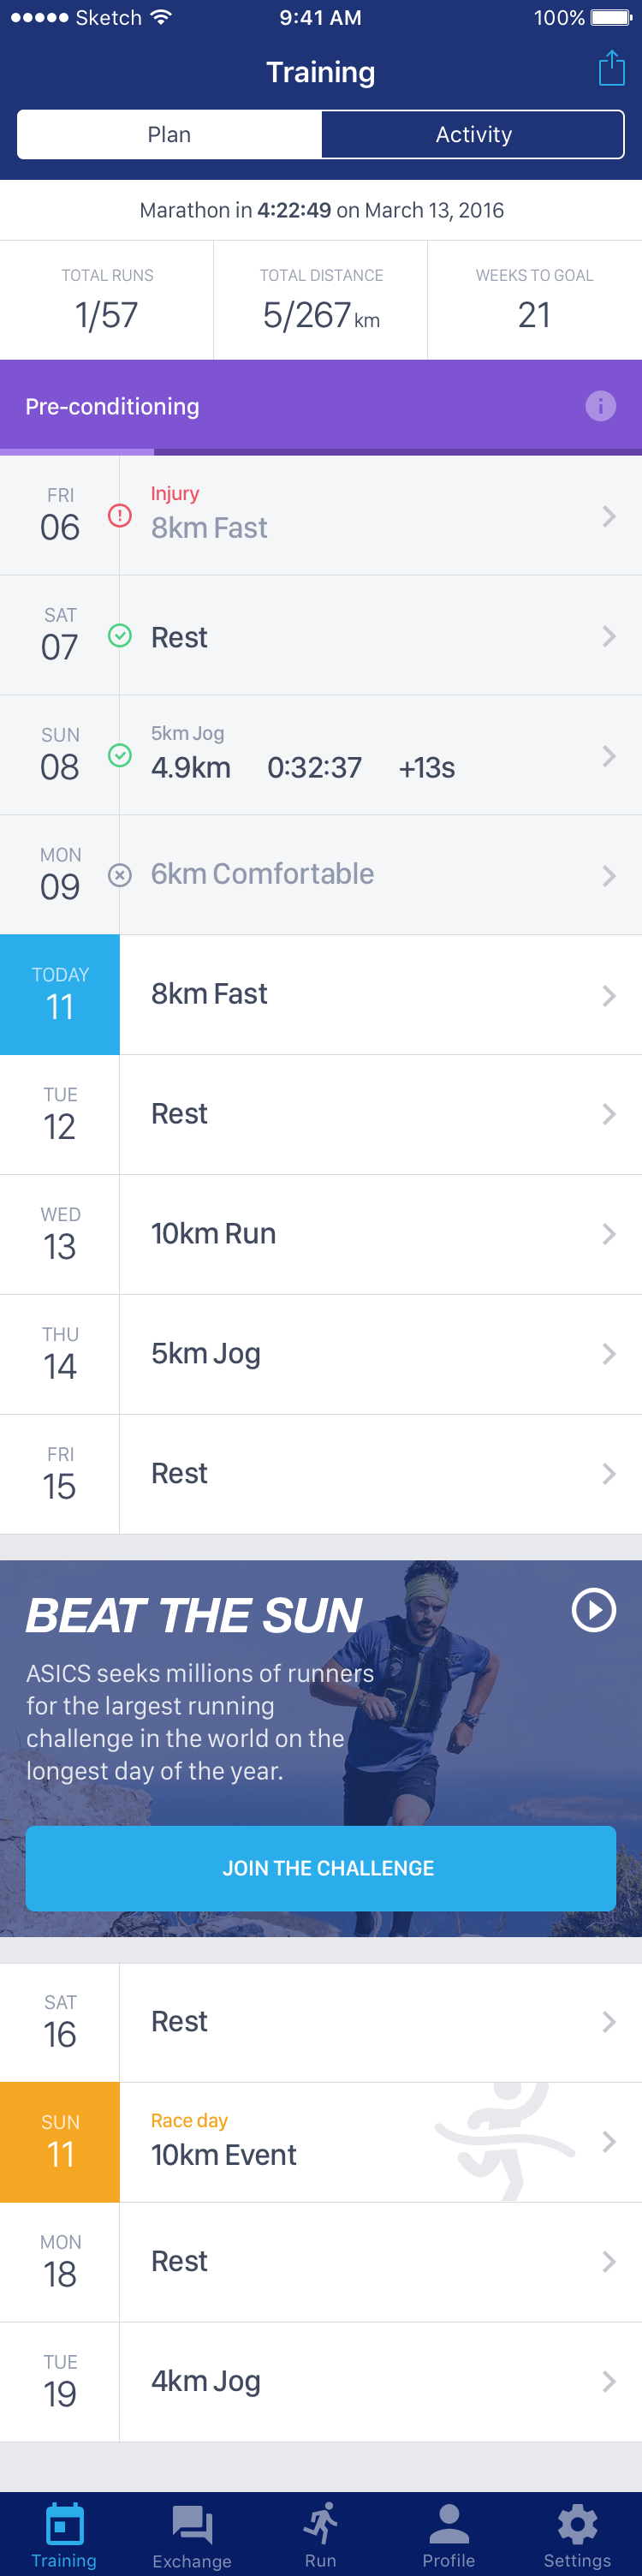 Sketch 9:41 AM 100%
Training
Plan Activity
Marathon in 4:22:49 on March 13, 2016
TOTAL RUNS TOTAL DISTANCE WEEKS TO GOAL
1/57 5/267 km 21
Pre-conditioning
FRI
06
Injury
8km Fast
SAT
07
Rest
SUN
08
5km Jog
4.9km 0:32:37 +13s
MON
09
6km Comfortable
TODAY
11
8km Fast
TUE
12
Rest
WED
13
10km Run
THU
14
5km Jog
FRI
15
Rest
BEAT THE SUN
ASICS seeks millions of runners
for the largest running
challenge in the world on the
longest day of the year.
JOIN THE CHALLENGE
SAT
16
Rest
SUN
11
Race day
10km Event
MON
18
Rest
TUE
19
4km Jog
Training Exchange Run Profile Settings